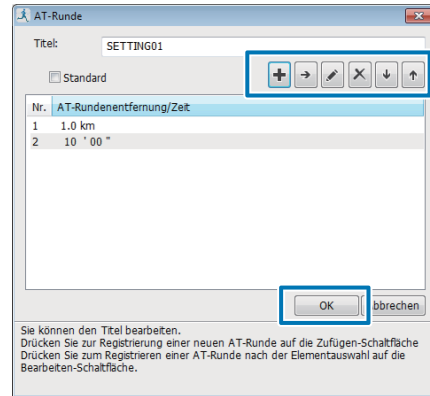 AT-Runde
Titel: SETTING01
Standard
Nr. AT-Rundenentfernung/Zeit
1 1.0 km
2 10 ' 00 "
OK bbrechen
Sie können den Titel bearbeiten.
Drücken Sie zur Registrierung einer neuen AT-Runde auf die Zufügen-Schaltfläche
Drücken Sie zum Registrieren einer AT-Runde nach der Elementauswahl auf die
Bearbeiten-Schaltfläche.